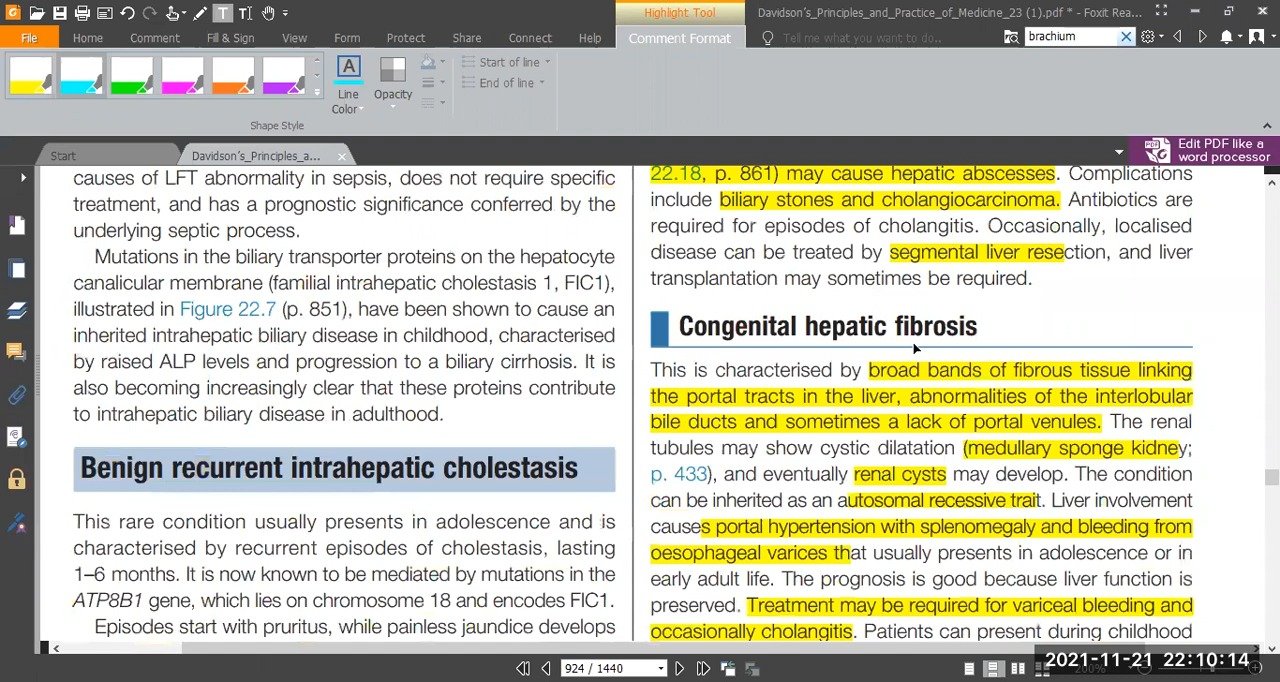 Highlight Tool
Davidson's_Principles_and_Practice_of_Medicine_23 (1).pdf * - Foxit Rea...
File
Home
Comment
Fill & Sign
View
Form
Protect
Share
Connect
Help
Comment Format
Tell me what you want to do..
brachium
Line Color
Opacity
Start of line
End of line
Shape Style
Start
Davidson's_Principles_a...
Edit PDF like a word processor
causes of LFT abnormality in sepsis, does not require specific
treatment, and has a prognostic significance conferred by the
underlying septic process.
Mutations in the biliary transporter proteins on the hepatocyte
canalicular membrane (familial intrahepatic cholestasis 1, FIC1),
illustrated in Figure 22.7 (p. 851), have been shown to cause an
inherited intrahepatic biliary disease in childhood, characterised
by raised ALP levels and progression to a biliary cirrhosis. It is
also becoming increasingly clear that these proteins contribute
to intrahepatic biliary disease in adulthood.
Benign recurrent intrahepatic cholestasis
This rare condition usually presents in adolescence and is
characterised by recurrent episodes of cholestasis, lasting
1–6 months. It is now known to be mediated by mutations in the
ATP8B1 gene, which lies on chromosome 18 and encodes FIC1.
Episodes start with pruritus, while painless jaundice develops
22.18, p. 861) may cause hepatic abscesses. Complications
include biliary stones and cholangiocarcinoma. Antibiotics are
required for episodes of cholangitis. Occasionally, localised
disease can be treated by segmental liver resection, and liver
transplantation may sometimes be required.
Congenital hepatic fibrosis
This is characterised by broad bands of fibrous tissue linking
the portal tracts in the liver, abnormalities of the interlobular
bile ducts and sometimes a lack of portal venules. The renal
tubules may show cystic dilatation (medullary sponge kidney;
p. 433), and eventually renal cysts may develop. The condition
can be inherited as an autosomal recessive trait. Liver involvement
causes portal hypertension with splenomegaly and bleeding from
oesophageal varices that usually presents in adolescence or in
early adult life. The prognosis is good because liver function is
preserved. Treatment may be required for variceal bleeding and
occasionally cholangitis. Patients can present during childhood
924 / 1440
2021-11-21 22:10:14
200%